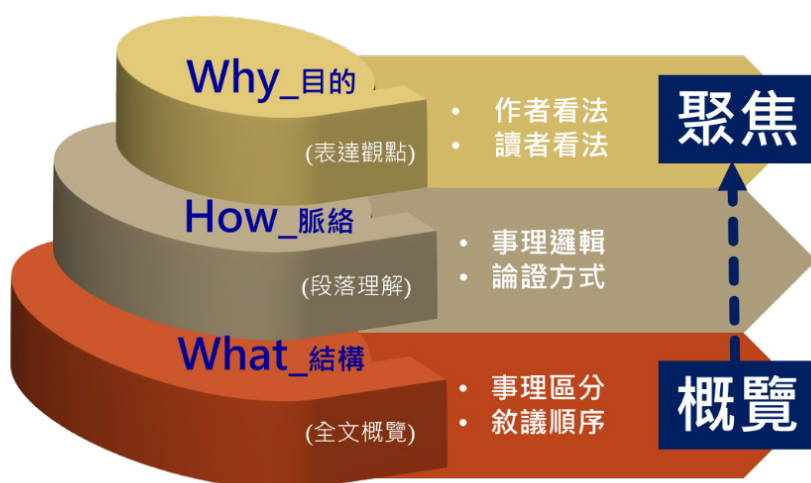 Why_目的
(表達觀點)
• 作者看法
• 讀者看法
聚焦
How_脈絡
(段落理解)
• 事理邏輯
• 論證方式
What_結構
(全文概覽)
• 事理區分
• 敘議順序
概覽